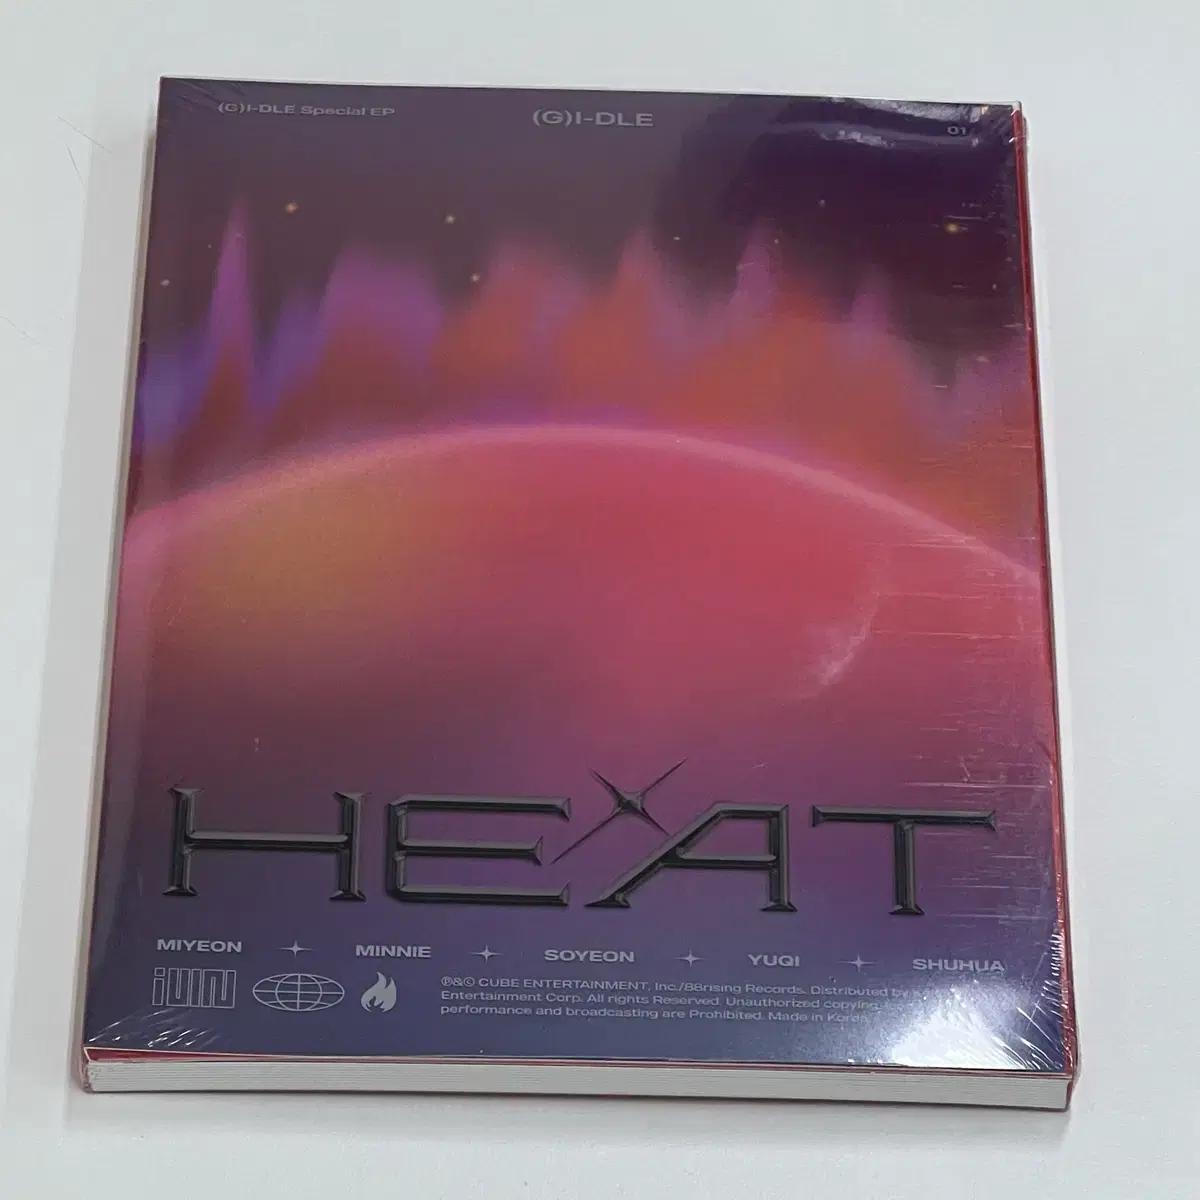 (G)I-DLE Special EP
(G)I-DLE
01
HEAT
MIYEON MINNIE SOYEON YUQI SHUHUA
℗&© CUBE ENTERTAINMENT, Inc./88rising Records. Distributed by
Entertainment Corp. All rights Reserved. Unauthorized copying
performance and broadcasting are Prohibited. Made in Korea